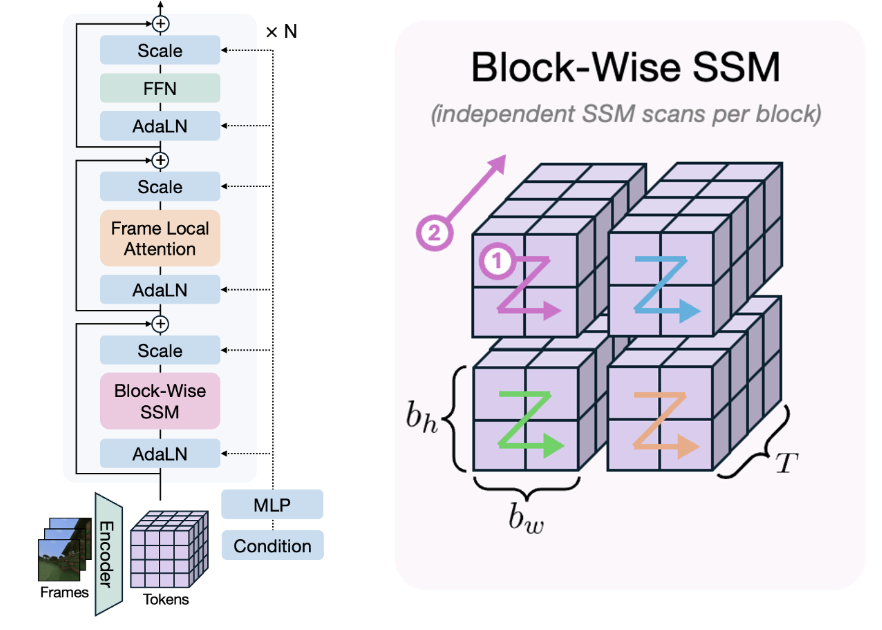 × N
Scale
FFN
AdaLN
Scale
Frame Local
Attention
AdaLN
Scale
Block-Wise
SSM
AdaLN
MLP
Condition
Encoder
Frames
Tokens
Block-Wise SSM
(independent SSM scans per block)
2
1
b_h
b_w
T